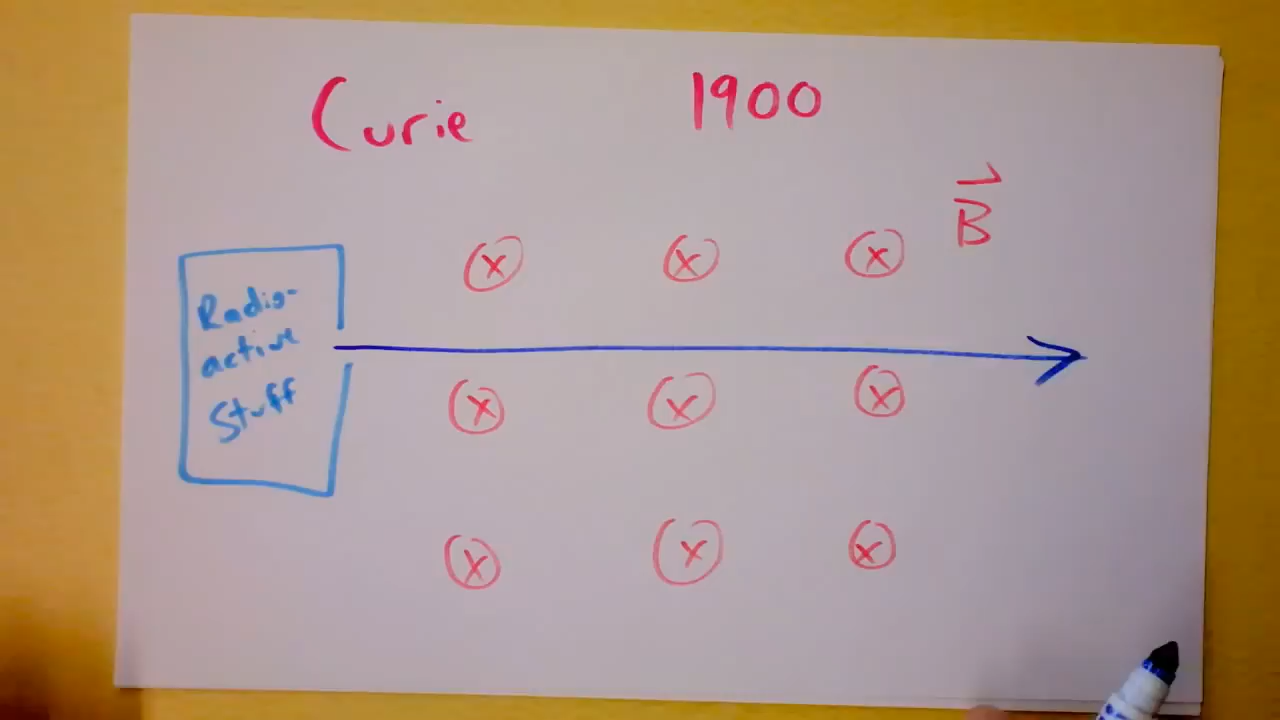 Curie 1900
B
Radio-
active
Stuff
x x x
x x x
x x x